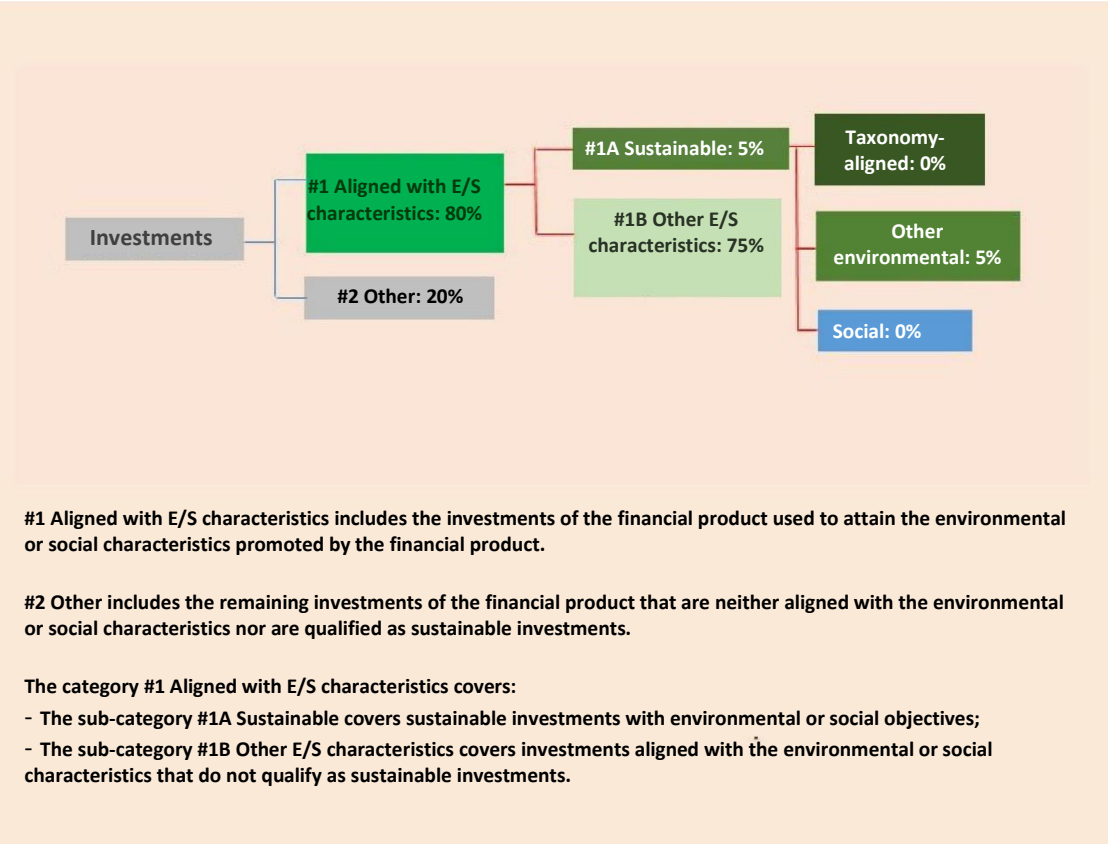 Investments
#1 Aligned with E/S
characteristics: 80%
#2 Other: 20%
#1A Sustainable: 5%
#1B Other E/S
characteristics: 75%
Taxonomy-
aligned: 0%
Other
environmental: 5%
Social: 0%
#1 Aligned with E/S characteristics includes the investments of the financial product used to attain the environmental
or social characteristics promoted by the financial product.
#2 Other includes the remaining investments of the financial product that are neither aligned with the environmental
or social characteristics nor are qualified as sustainable investments.
The category #1 Aligned with E/S characteristics covers:
- The sub-category #1A Sustainable covers sustainable investments with environmental or social objectives;
- The sub-category #1B Other E/S characteristics covers investments aligned with the environmental or social
characteristics that do not qualify as sustainable investments.